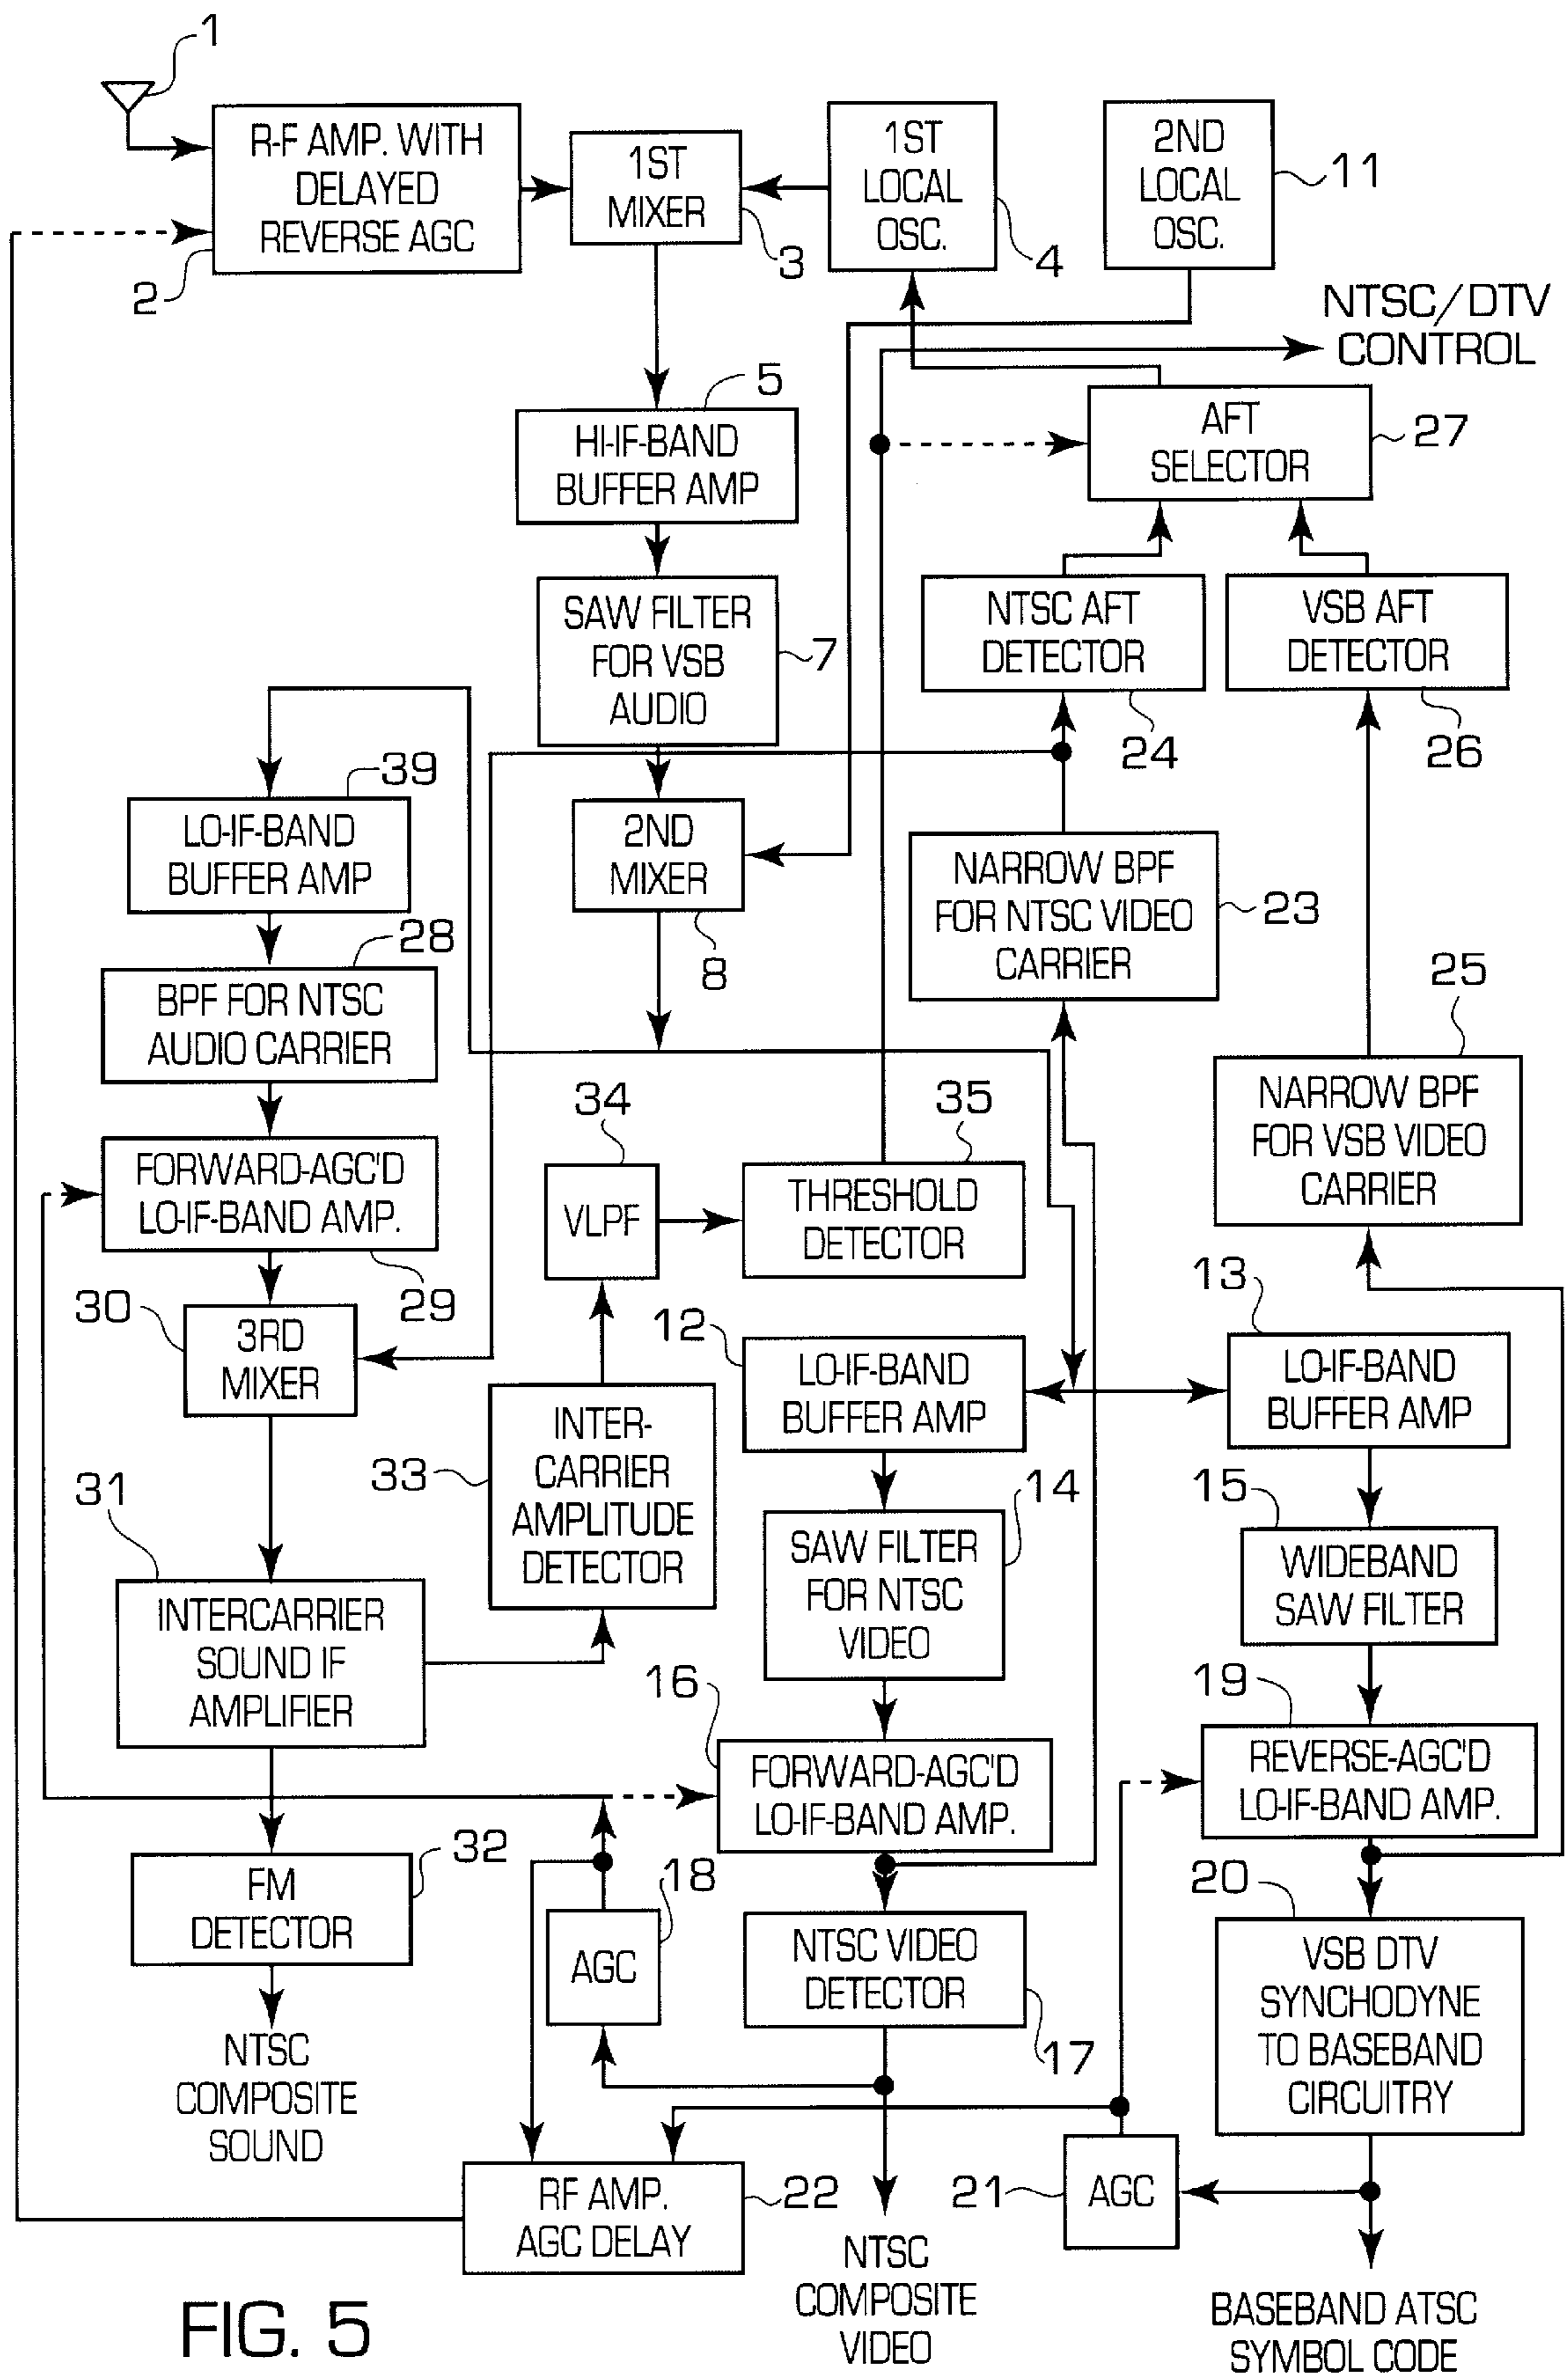 1
R-F AMP. WITH
DELAYED
REVERSE AGC
2
1ST
MIXER
3
1ST
LOCAL
OSC.
4
2ND
LOCAL
OSC.
11
NTSC/DTV
CONTROL
5
HI-IF-BAND
BUFFER AMP
AFT
SELECTOR
27
SAW FILTER
FOR VSB
AUDIO
7
NTSC AFT
DETECTOR
24
VSB AFT
DETECTOR
26
39
LO-IF-BAND
BUFFER AMP
2ND
MIXER
8
NARROW BPF
FOR NTSC VIDEO
CARRIER
23
28
BPF FOR NTSC
AUDIO CARRIER
25
NARROW BPF
FOR VSB VIDEO
CARRIER
FORWARD-AGC'D
LO-IF-BAND AMP.
29
34
VLPF
35
THRESHOLD
DETECTOR
30
3RD
MIXER
12
LO-IF-BAND
BUFFER AMP
13
LO-IF-BAND
BUFFER AMP
33
INTER-
CARRIER
AMPLITUDE
DETECTOR
14
SAW FILTER
FOR NTSC
VIDEO
15
WIDEBAND
SAW FILTER
31
INTERCARRIER
SOUND IF
AMPLIFIER
16
FORWARD-AGC'D
LO-IF-BAND AMP.
19
REVERSE-AGC'D
LO-IF-BAND AMP.
32
FM
DETECTOR
18
AGC
NTSC VIDEO
DETECTOR
17
20
VSB DTV
SYNCHODYNE
TO BASEBAND
CIRCUITRY
NTSC
COMPOSITE
SOUND
RF AMP.
AGC DELAY
22
21
AGC
NTSC
COMPOSITE
VIDEO
BASEBAND ATSC
SYMBOL CODE
FIG. 5